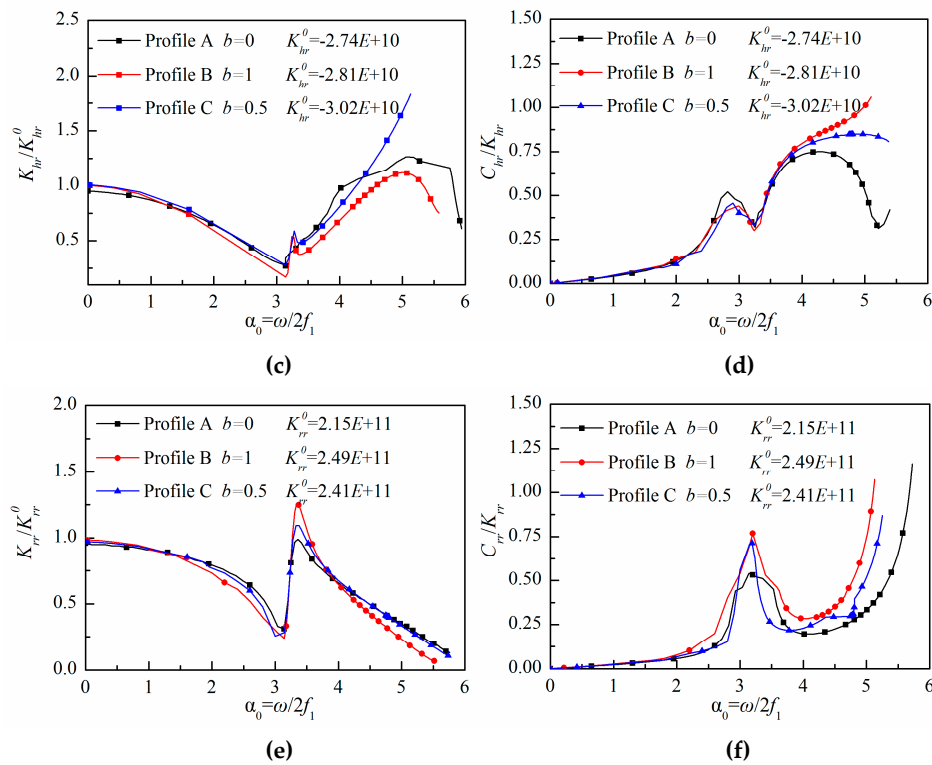 2.5
2.0
1.5
1.0
0.5
K_hr/K^0_hr
Profile A b=0 K^0_hr=-2.74E+10
Profile B b=1 K^0_hr=-2.81E+10
Profile C b=0.5 K^0_hr=-3.02E+10
0 1 2 3 4 5 6
α_0=ω/2f_1
(c)
1.50
1.25
1.00
0.75
0.50
0.25
0.00
C_hr/K_hr
Profile A b=0 K^0_hr=-2.74E+10
Profile B b=1 K^0_hr=-2.81E+10
Profile C b=0.5 K^0_hr=-3.02E+10
0 1 2 3 4 5 6
α_0=ω/2f_1
(d)
2.0
1.5
1.0
0.5
0.0
K_rr/K^0_rr
Profile A b=0 K^0_rr=2.15E+11
Profile B b=1 K^0_rr=2.49E+11
Profile C b=0.5 K^0_rr=2.41E+11
0 1 2 3 4 5 6
α_0=ω/2f_1
(e)
1.50
1.25
1.00
0.75
0.50
0.25
0.00
C_rr/K_rr
Profile A b=0 K^0_rr=2.15E+11
Profile B b=1 K^0_rr=2.49E+11
Profile C b=0.5 K^0_rr=2.41E+11
0 1 2 3 4 5 6
α_0=ω/2f_1
(f)